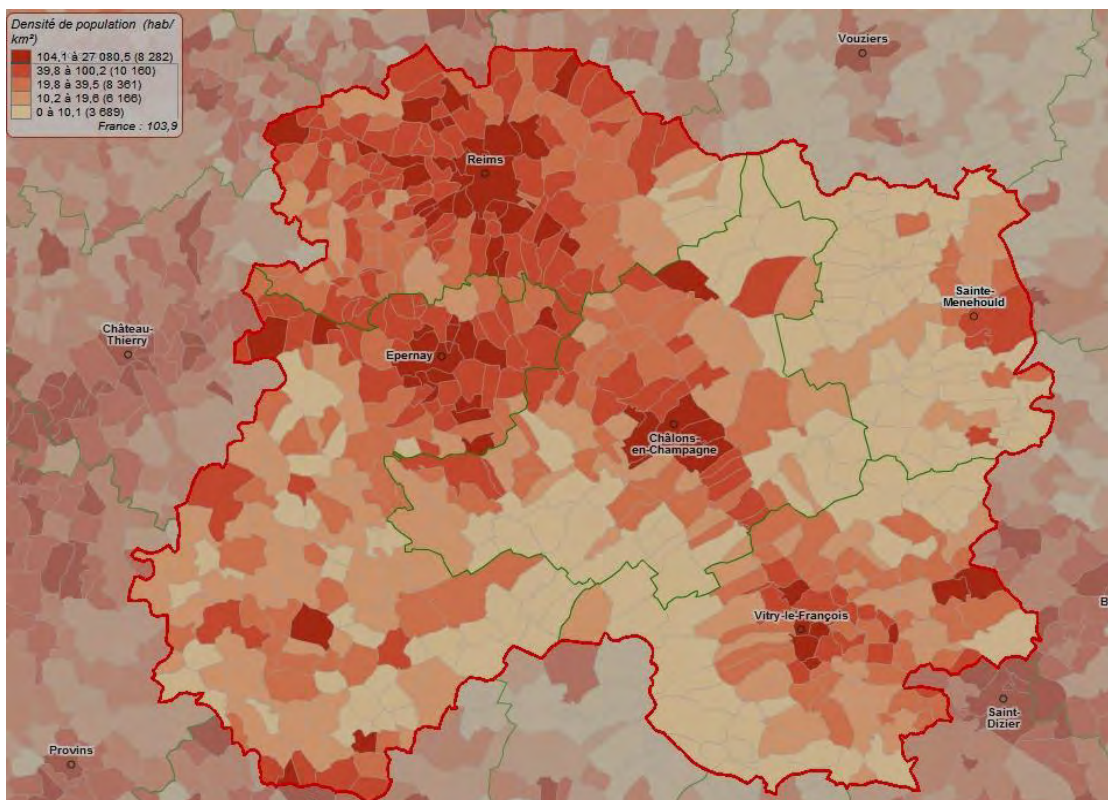 Densité de population (hab/
km²)
104,1 à 27 080,5 (8 282)
39,8 à 100,2 (10 160)
19,8 à 39,5 (8 361)
10,2 à 19,6 (6 166)
0 à 10,1 (3 689)
France : 103,9
Vouziers
Reims
Sainte-
Menehould
Château-
Thierry
Epernay
Châlons-
en-Champagne
B
Vitry-le-François
Saint-
Dizier
Provins